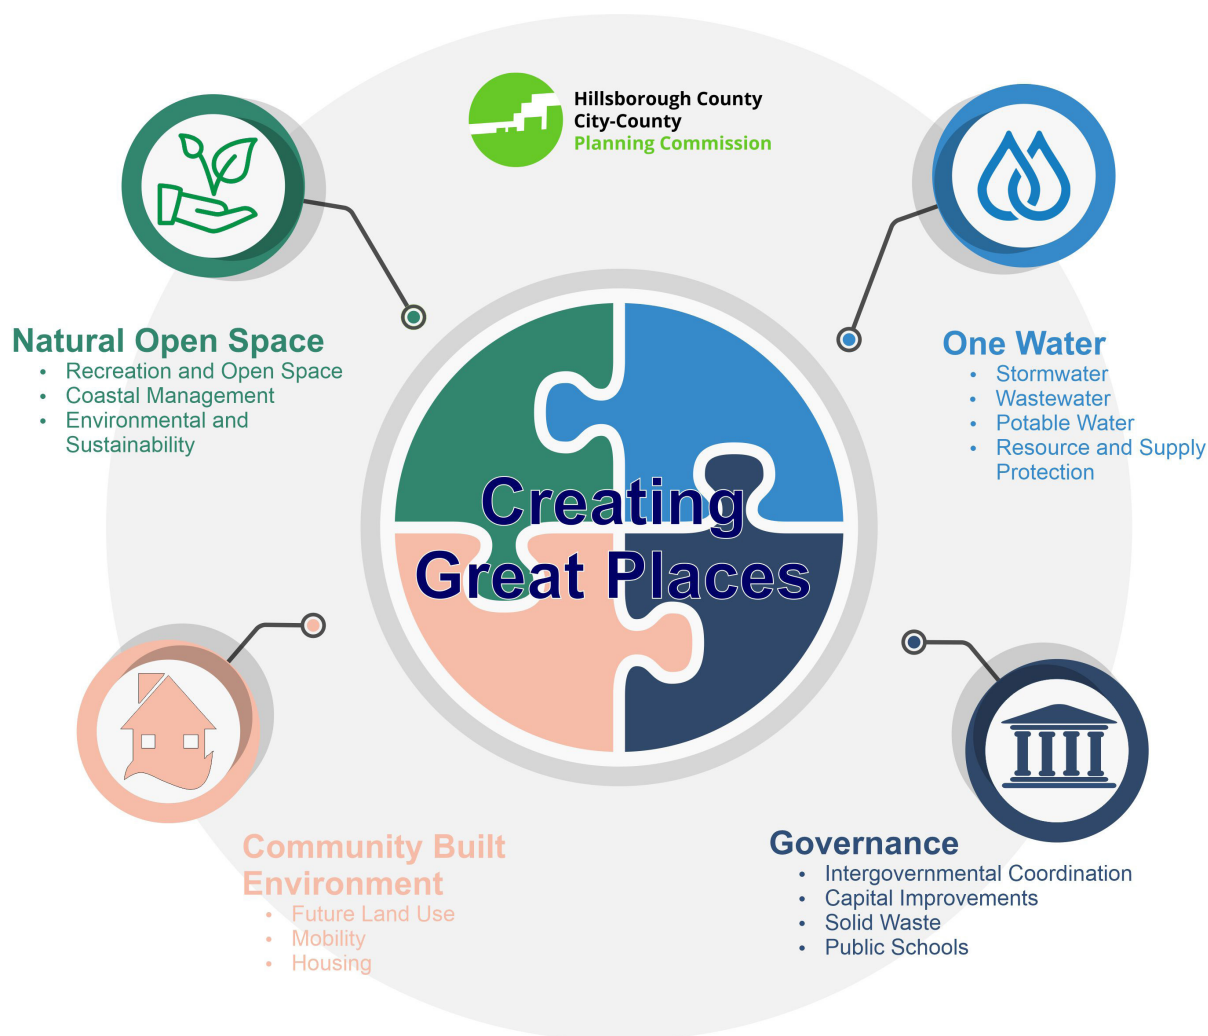 Hillsborough County
City-County
Planning Commission
Natural Open Space
• Recreation and Open Space
• Coastal Management
• Environmental and
Sustainability
One Water
• Stormwater
• Wastewater
• Potable Water
• Resource and Supply
Protection
Creating
Great Places
Community Built
Environment
• Future Land Use
• Mobility
• Housing
Governance
• Intergovernmental Coordination
• Capital Improvements
• Solid Waste
• Public Schools